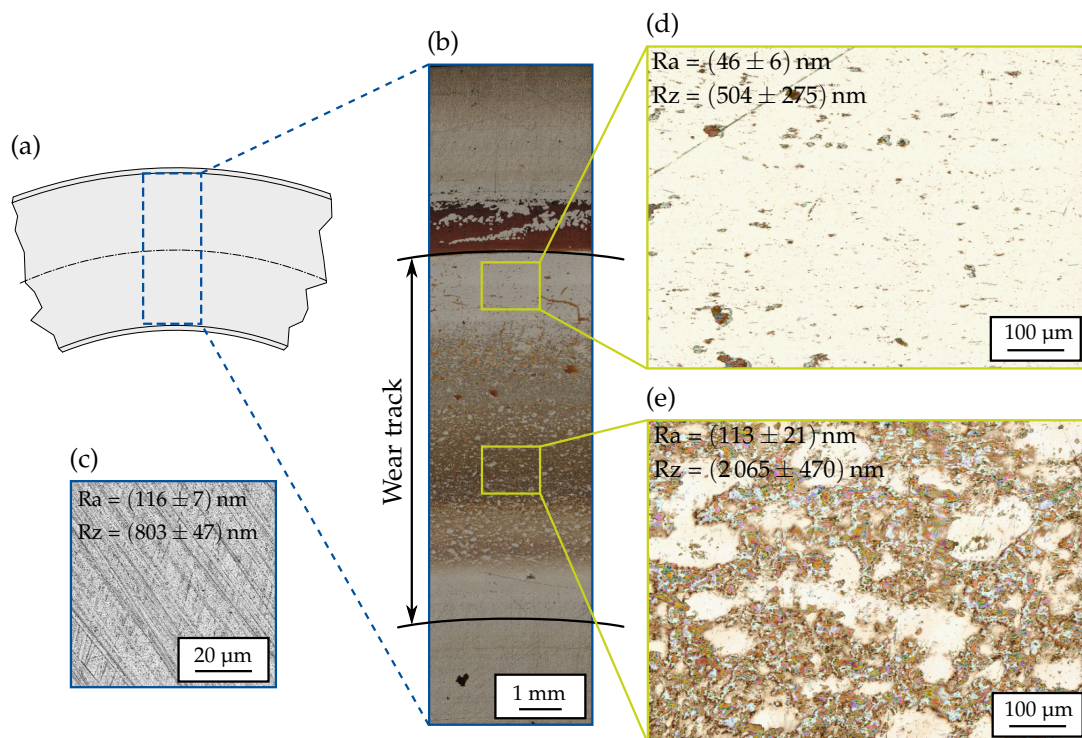 (a)
(b)
Wear track
1 mm
(c)
Ra = (116 ± 7) nm
Rz = (803 ± 47) nm
20 µm
(d)
Ra = (46 ± 6) nm
Rz = (504 ± 275) nm
100 µm
(e)
Ra = (113 ± 21) nm
Rz = (2 065 ± 470) nm
100 µm